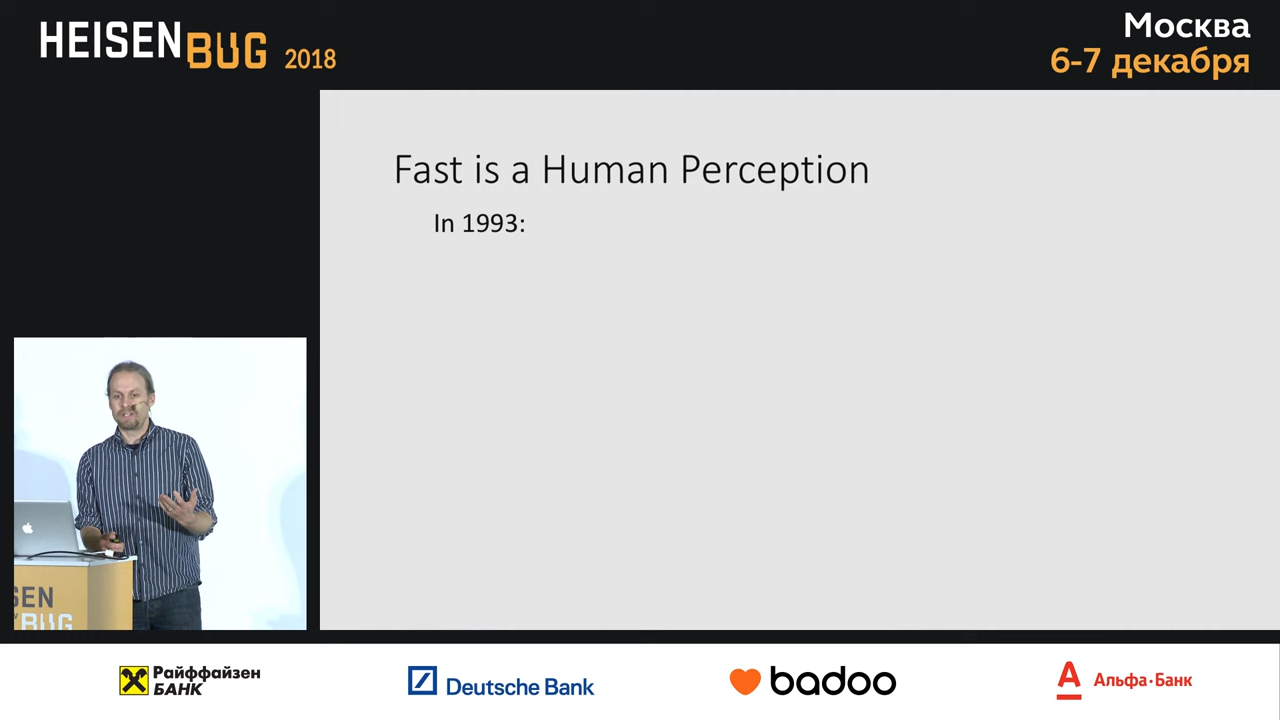 HEISENBUG 2018
Москва
6-7 декабря
Fast is a Human Perception
In 1993:
SEN
BUG
Райффайзен
БАНК
Deutsche Bank
badoo
Альфа·Банк